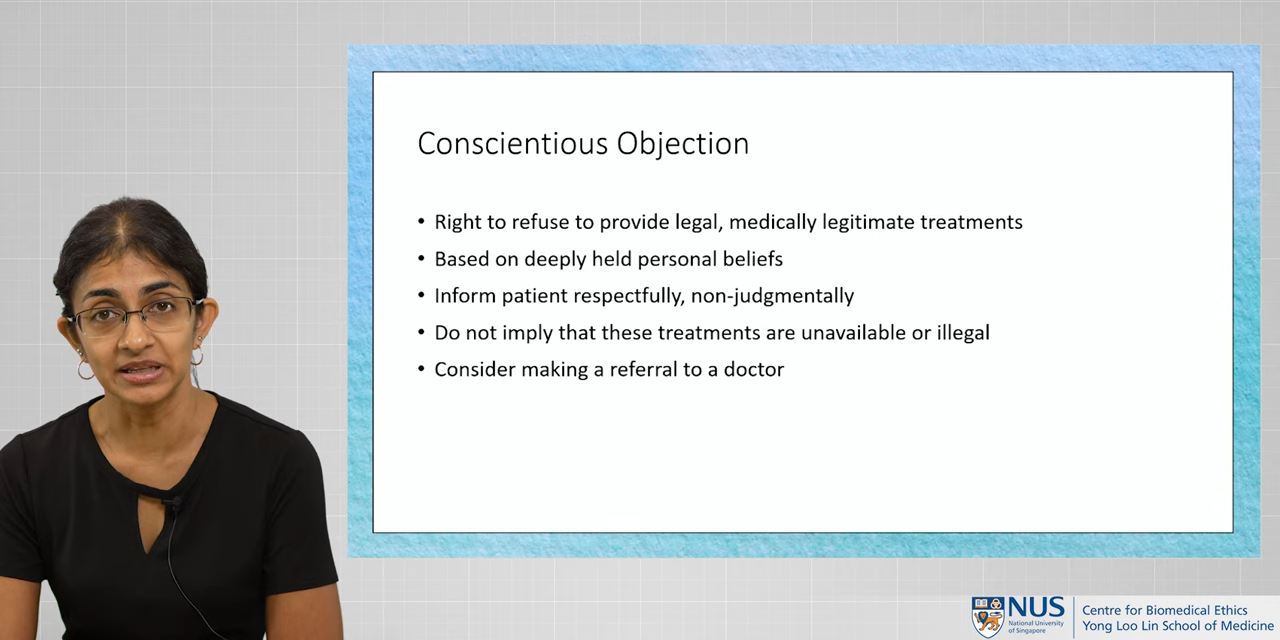 Conscientious Objection
• Right to refuse to provide legal, medically legitimate treatments
• Based on deeply held personal beliefs
• Inform patient respectfully, non-judgmentally
• Do not imply that these treatments are unavailable or illegal
• Consider making a referral to a doctor
NUS
National University
of Singapore
Centre for Biomedical Ethics
Yong Loo Lin School of Medicine